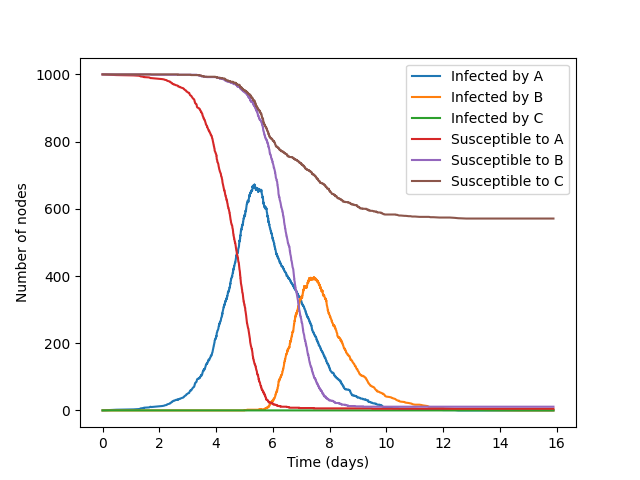 Infected by A
Infected by B
Infected by C
Susceptible to A
Susceptible to B
Susceptible to C
Number of nodes
1000
800
600
400
200
0
0 2 4 6 8 10 12 14 16
Time (days)